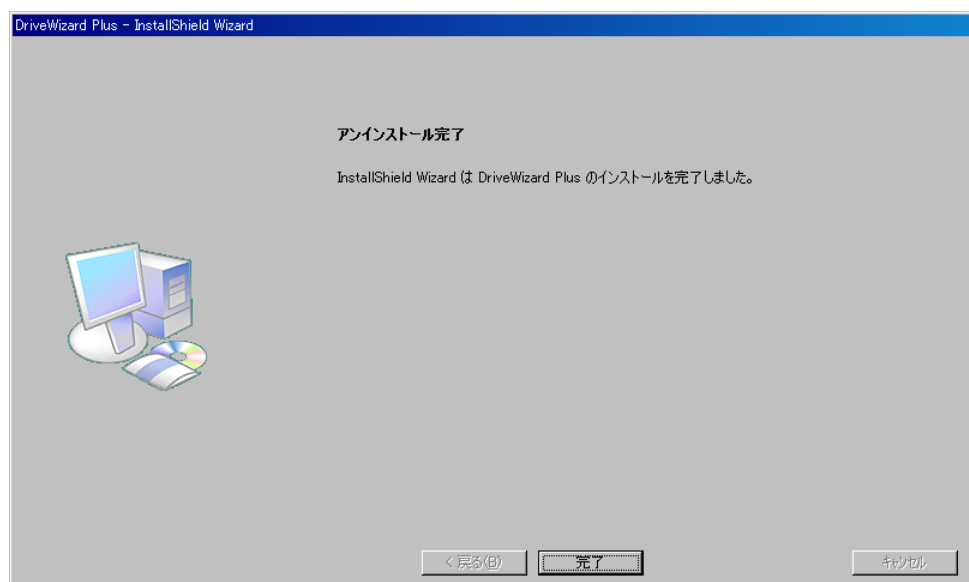 DriveWizard Plus - InstallShield Wizard
アンインストール完了
InstallShield Wizard は DriveWizard Plus のインストールを完了しました。
< 戻る(B)
完了
キャンセル